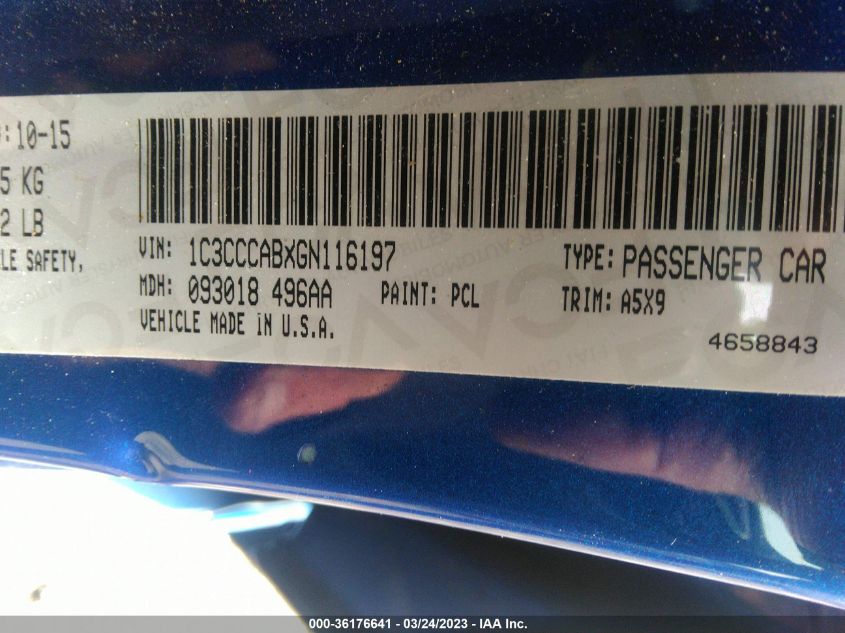 : 10-15
5 KG
2 LB
LE SAFETY,
VIN: 1C3CCCABXGN116197
TYPE: PASSENGER CAR
MDH: 093018 496AA
PAINT: PCL
TRIM: A5X9
VEHICLE MADE in U.S.A.
4658843
000-36176641 - 03/24/2023 - IAA Inc.